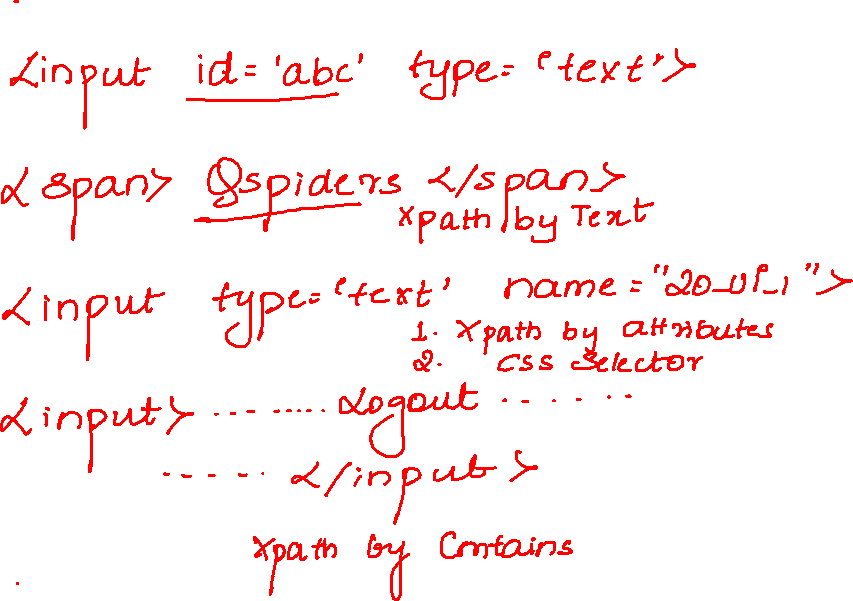 <input id='abc' type='text'>
<span> Qspiders </span>
Xpath by Text
<input type='text' name="20_UP_1">
1. Xpath by attributes
2. CSS Selector
<input> ......... Logout ......
...... </input>
Xpath by Contains